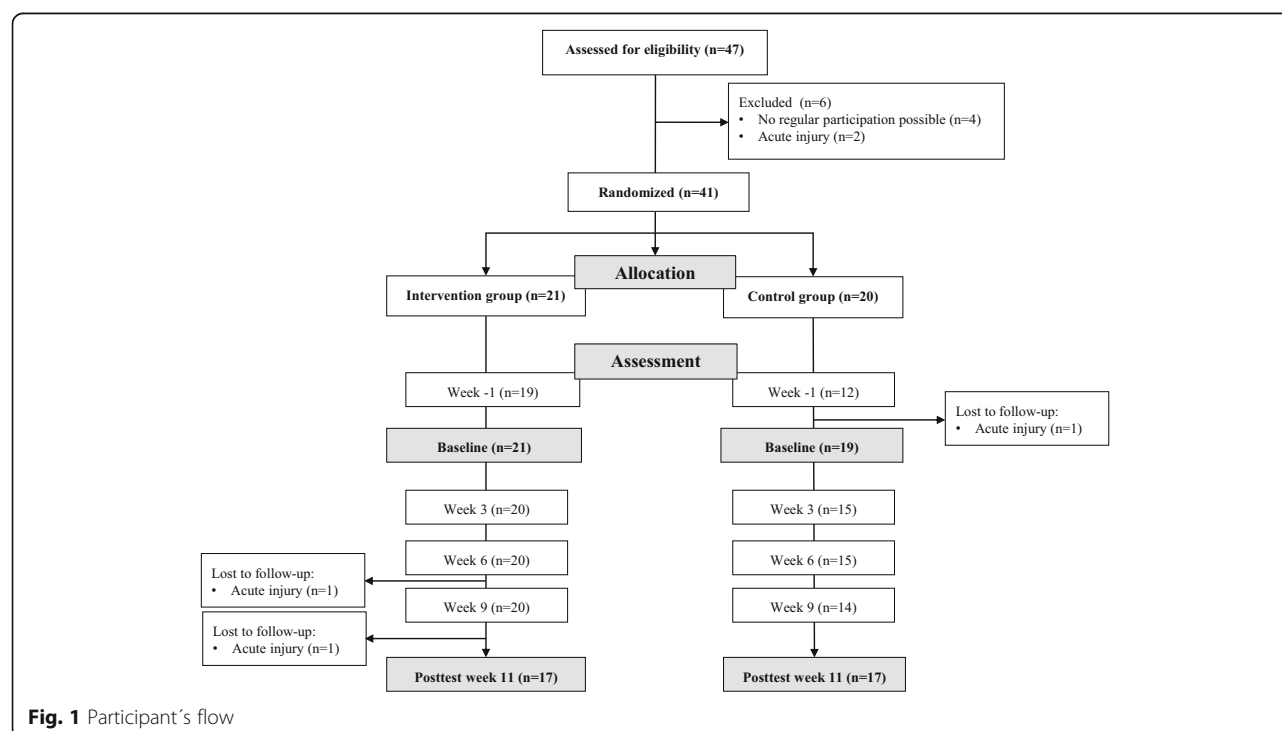 Assessed for eligibility (n=47)
Excluded (n=6)
• No regular participation possible (n=4)
• Acute injury (n=2)
Randomized (n=41)
Allocation
Intervention group (n=21)
Control group (n=20)
Assessment
Week -1 (n=19)
Week -1 (n=12)
Lost to follow-up:
• Acute injury (n=1)
Baseline (n=21)
Baseline (n=19)
Week 3 (n=20)
Week 3 (n=15)
Week 6 (n=20)
Week 6 (n=15)
Lost to follow-up:
• Acute injury (n=1)
Week 9 (n=20)
Week 9 (n=14)
Lost to follow-up:
• Acute injury (n=1)
Posttest week 11 (n=17)
Posttest week 11 (n=17)
Fig. 1 Participant´s flow